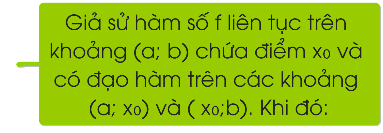 Giả sử hàm số f liên tục trên
khoảng (a; b) chứa điểm x₀ và
có đạo hàm trên các khoảng
(a; x₀) và ( x₀;b). Khi đó: